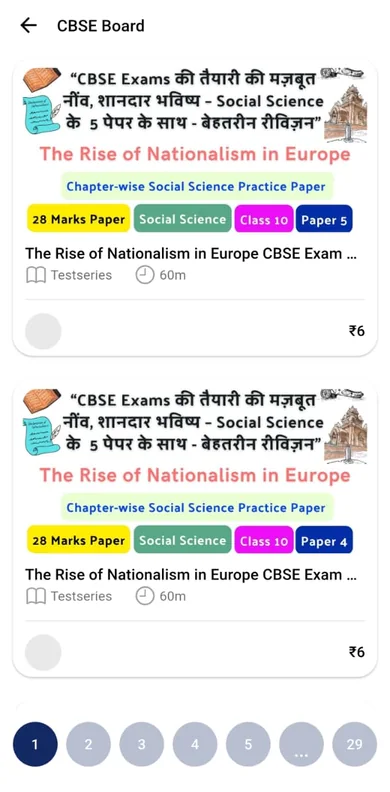 CBSE Board
“CBSE Exams की तैयारी की मज़बूत
नींव, शानदार भविष्य – Social Science
के 5 पेपर के साथ - बेहतरीन रीविज़न”
The Rise of Nationalism in Europe
Chapter-wise Social Science Practice Paper
28 Marks Paper Social Science Class 10 Paper 5
The Rise of Nationalism in Europe CBSE Exam ...
Testseries 60m
₹6
“CBSE Exams की तैयारी की मज़बूत
नींव, शानदार भविष्य – Social Science
के 5 पेपर के साथ - बेहतरीन रीविज़न”
The Rise of Nationalism in Europe
Chapter-wise Social Science Practice Paper
28 Marks Paper Social Science Class 10 Paper 4
The Rise of Nationalism in Europe CBSE Exam ...
Testseries 60m
₹6
1 2 3 4 5 ... 29